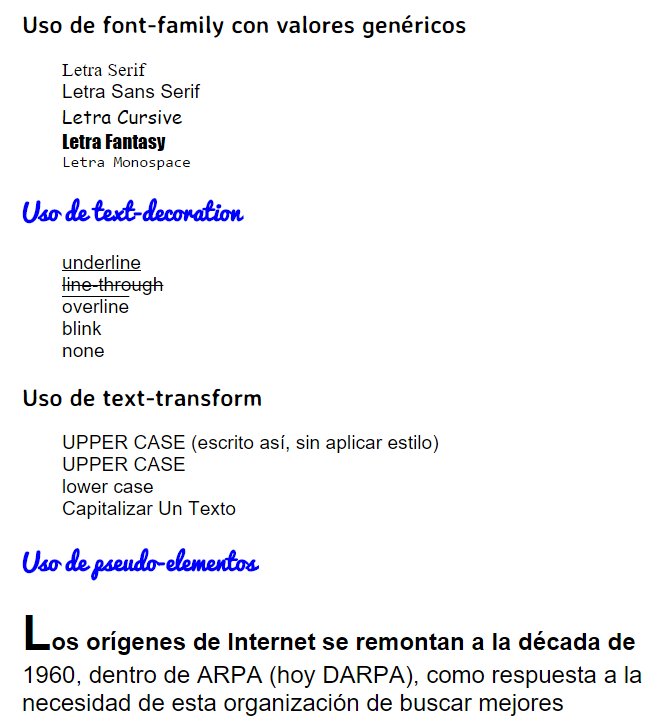 Uso de font-family con valores genéricos
Letra Serif
Letra Sans Serif
Letra Cursive
Letra Fantasy
Letra Monospace
Uso de text-decoration
underline
line-through
overline
blink
none
Uso de text-transform
UPPER CASE (escrito así, sin aplicar estilo)
UPPER CASE
lower case
Capitalizar Un Texto
Uso de pseudo-elementos
Los orígenes de Internet se remontan a la década de
1960, dentro de ARPA (hoy DARPA), como respuesta a la
necesidad de esta organización de buscar mejores